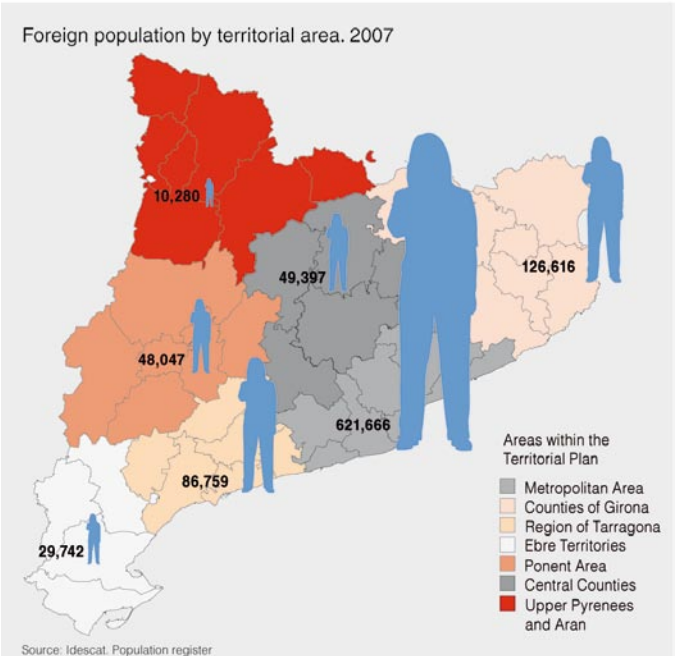 Foreign population by territorial area. 2007
10,280
49,397
126,616
48,047
621,666
86,759
29,742
Areas within the
Territorial Plan
Metropolitan Area
Counties of Girona
Region of Tarragona
Ebre Territories
Ponent Area
Central Counties
Upper Pyrenees
and Aran
Source: Idescat. Population register